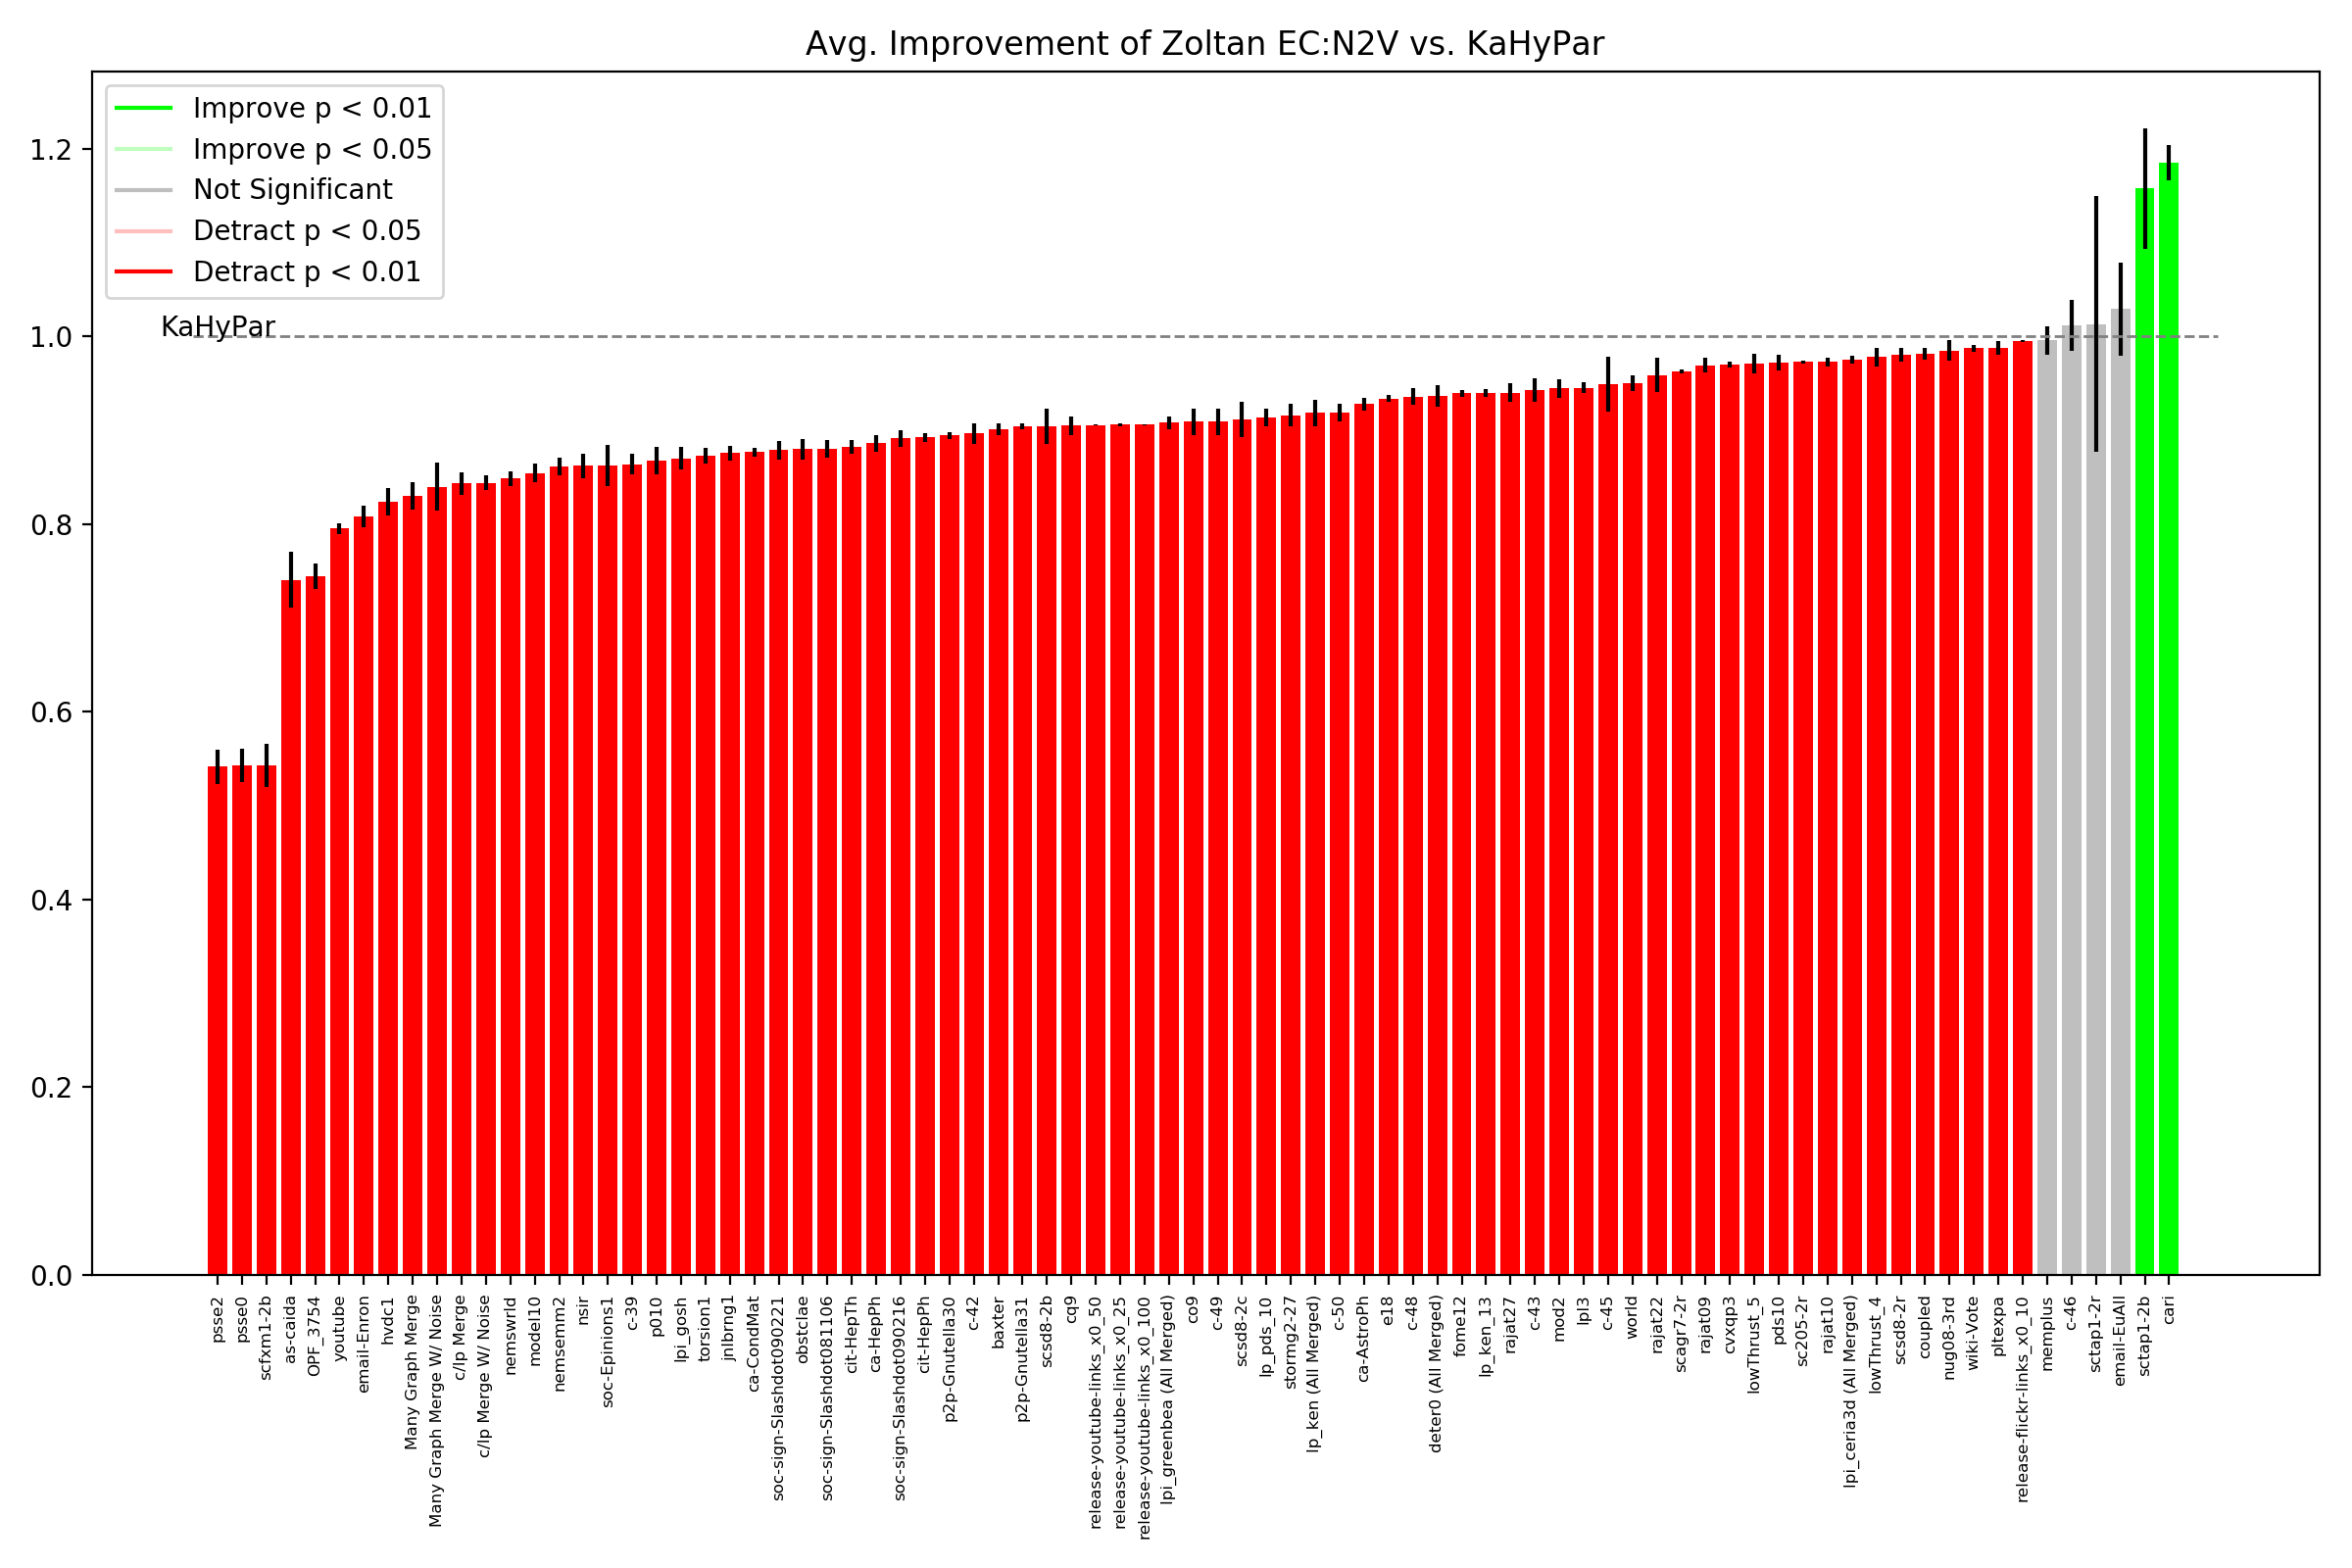 Avg. Improvement of Zoltan EC:N2V vs. KaHyPar
Improve p < 0.01
Improve p < 0.05
Not Significant
Detract p < 0.05
Detract p < 0.01
KaHyPar
1.2
1.0
0.8
0.6
0.4
0.2
0.0
psse2
psse0
scfxm1-2b
as-caida
OPF_3754
youtube
email-Enron
hvdc1
Many Graph Merge
Many Graph Merge W/ Noise
c/lp Merge
c/lp Merge W/ Noise
nemswrld
model10
nemsemm2
nsir
soc-Epinions1
c-39
p010
lpi_gosh
torsion1
jnlbrng1
ca-CondMat
soc-sign-Slashdot090221
obstclae
soc-sign-Slashdot081106
cit-HepTh
ca-HepPh
soc-sign-Slashdot090216
cit-HepPh
p2p-Gnutella30
c-42
baxter
p2p-Gnutella31
scsd8-2b
cq9
release-youtube-links_x0_50
release-youtube-links_x0_25
release-youtube-links_x0_100
lpi_greenbea (All Merged)
co9
c-49
scsd8-2c
lp_pds_10
stormg2-27
lp_ken (All Merged)
c-50
ca-AstroPh
e18
c-48
deter0 (All Merged)
fome12
lp_ken_13
rajat27
c-43
mod2
lpl3
c-45
world
rajat22
scagr7-2r
rajat09
cvxqp3
lowThrust_5
pds10
sc205-2r
rajat10
lpi_ceria3d (All Merged)
lowThrust_4
scsd8-2r
coupled
nug08-3rd
wiki-Vote
pltexpa
release-flickr-links_x0_10
memplus
c-46
sctap1-2r
email-EuAll
sctap1-2b
cari